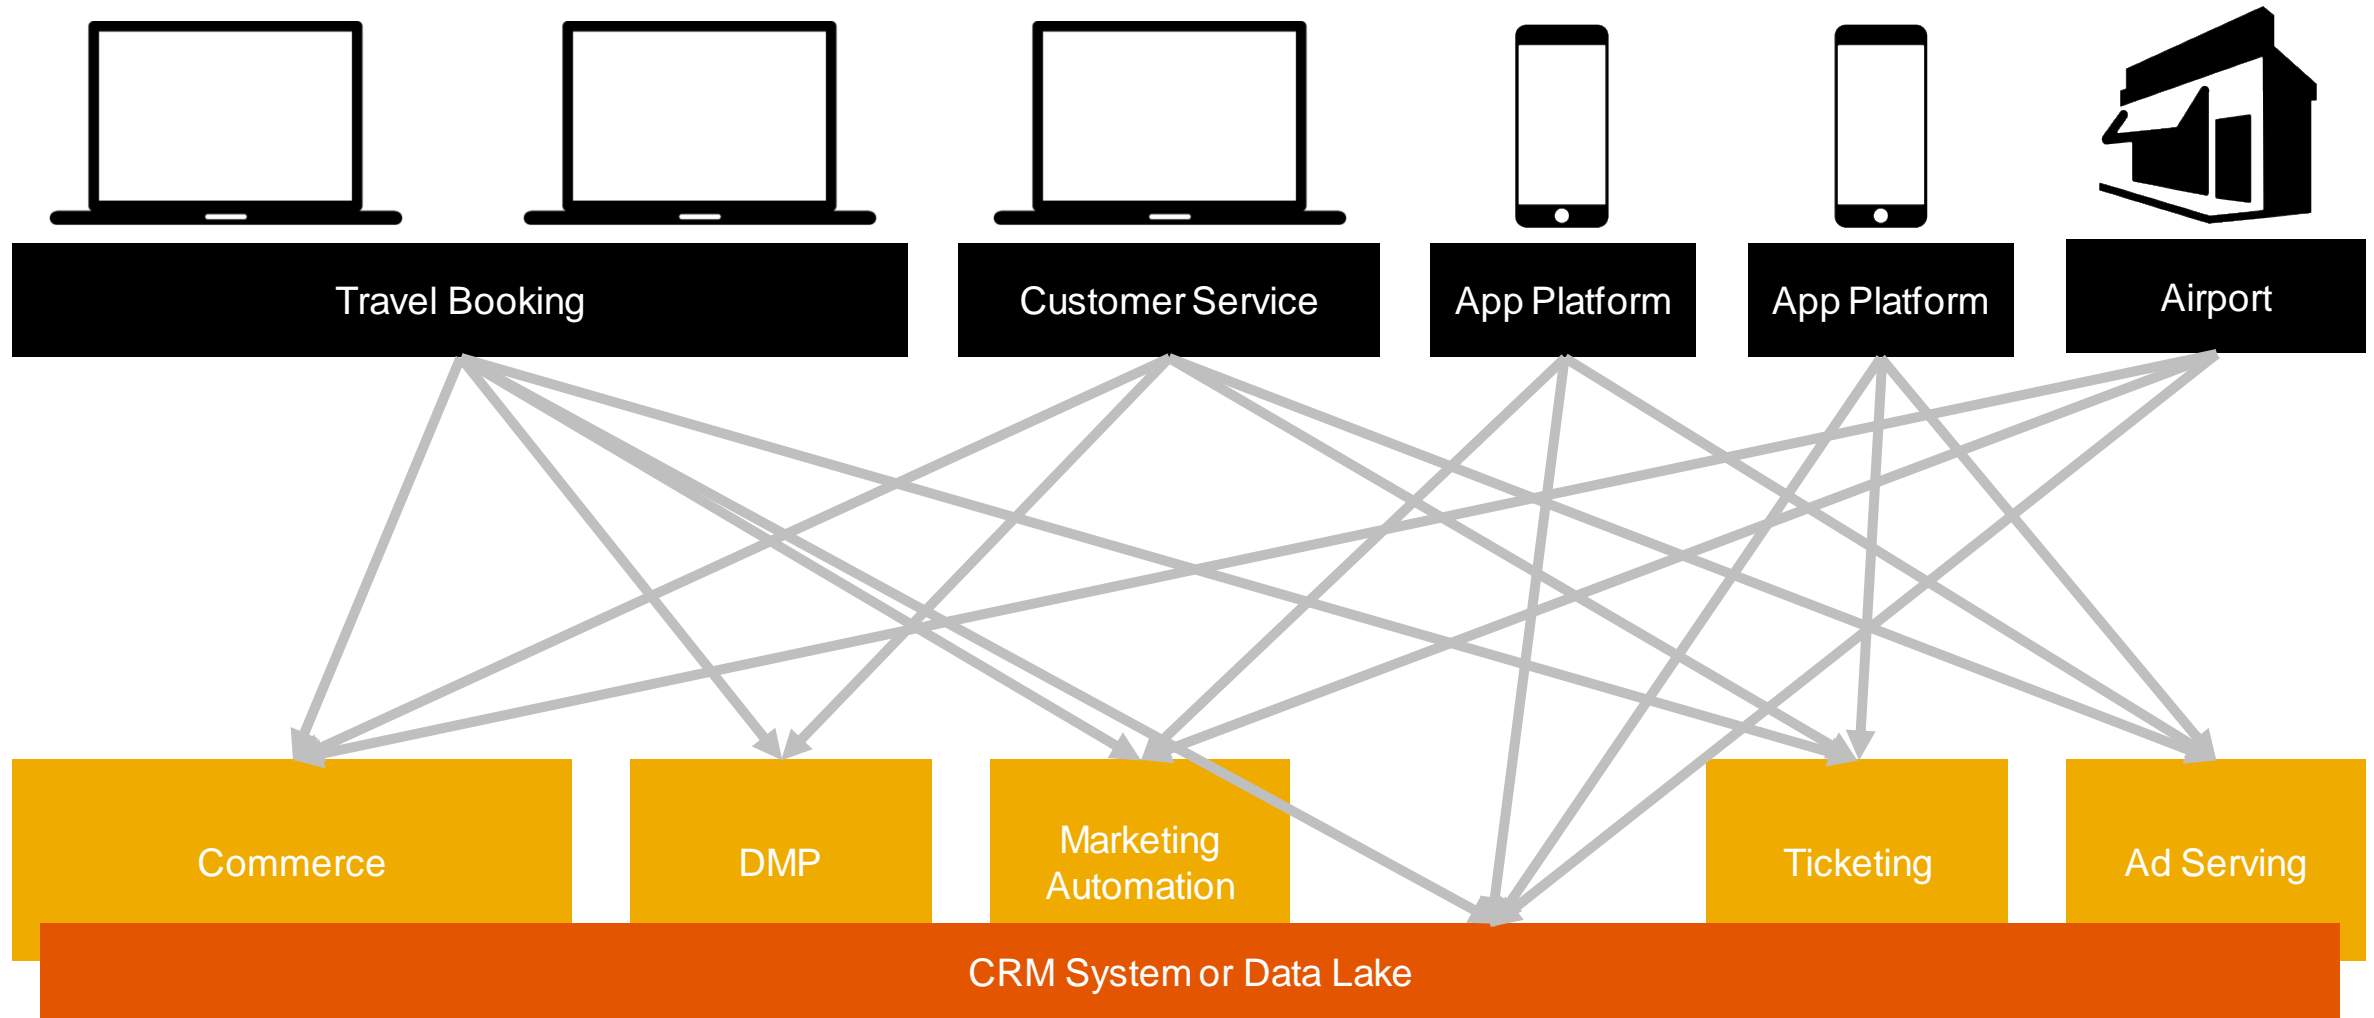 Travel Booking
Customer Service
App Platform
App Platform
Airport
Commerce
DMP
Marketing
Automation
Ticketing
Ad Serving
CRM System or Data Lake